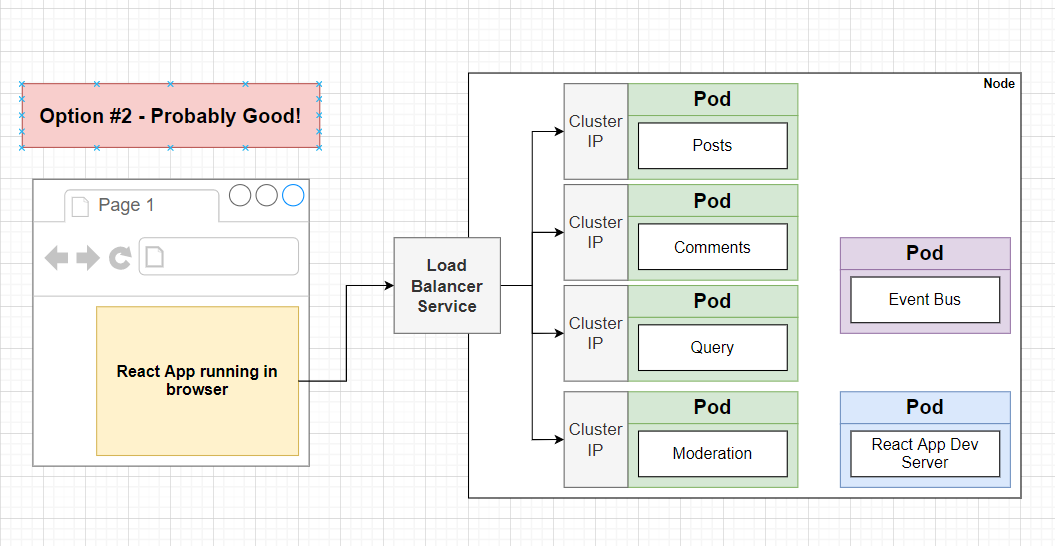 Option #2 - Probably Good!
Page 1
React App running in
browser
Load
Balancer
Service
Node
Cluster
IP
Pod
Posts
Cluster
IP
Pod
Comments
Cluster
IP
Pod
Query
Cluster
IP
Pod
Moderation
Pod
Event Bus
Pod
React App Dev
Server